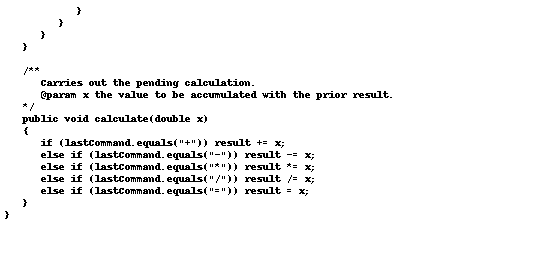 }
         }
      }
   }

   /**
      Carries out the pending calculation.
      @param x the value to be accumulated with the prior result.
   */
   public void calculate(double x)
   {
      if (lastCommand.equals("+")) result += x;
      else if (lastCommand.equals("-")) result -= x;
      else if (lastCommand.equals("*")) result *= x;
      else if (lastCommand.equals("/")) result /= x;
      else if (lastCommand.equals("=")) result = x;
   }
}